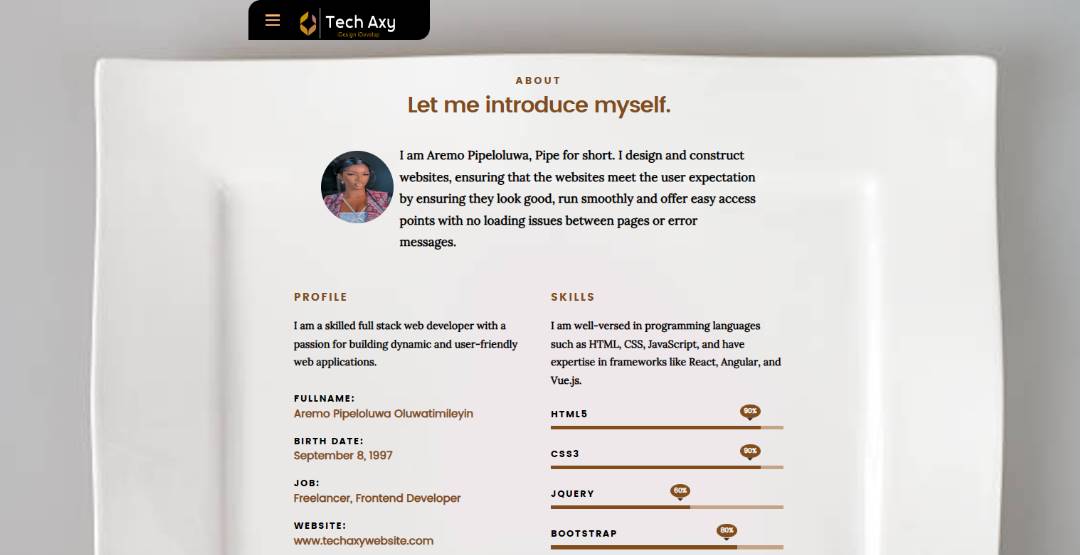 Tech Axy
Design Develop
ABOUT
Let me introduce myself.
I am Aremo Pipeloluwa, Pipe for short. I design and construct
websites, ensuring that the websites meet the user expectation
by ensuring they look good, run smoothly and offer easy access
points with no loading issues between pages or error
messages.
PROFILE
I am a skilled full stack web developer with a
passion for building dynamic and user-friendly
web applications.
FULLNAME:
Aremo Pipeloluwa Oluwatimileyin
BIRTH DATE:
September 8, 1997
JOB:
Freelancer, Frontend Developer
WEBSITE:
www.techaxywebsite.com
SKILLS
I am well-versed in programming languages
such as HTML, CSS, JavaScript, and have
expertise in frameworks like React, Angular, and
Vue.js.
90%
HTML5
90%
CSS3
60%
JQUERY
80%
BOOTSTRAP